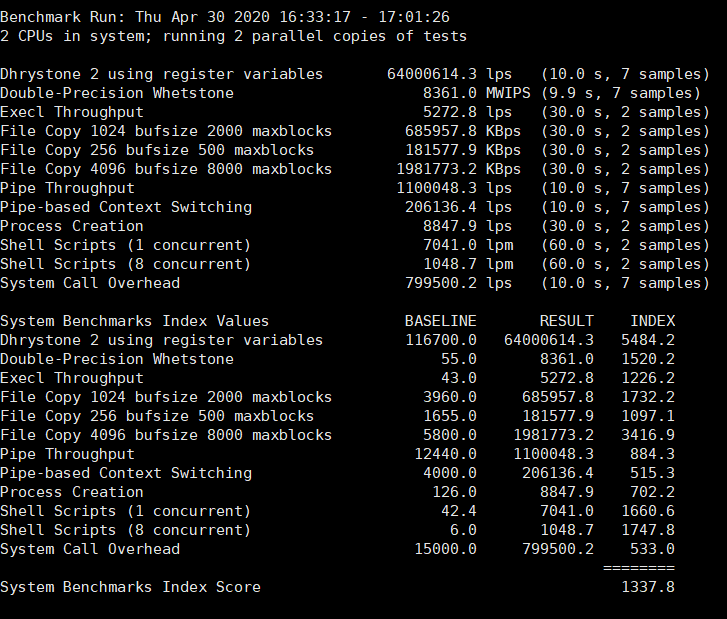 Benchmark Run: Thu Apr 30 2020 16:33:17 - 17:01:26
2 CPUs in system; running 2 parallel copies of tests

Dhrystone 2 using register variables       64000614.3 lps   (10.0 s, 7 samples)
Double-Precision Whetstone                     8361.0 MWIPS (9.9 s, 7 samples)
Execl Throughput                               5272.8 lps   (30.0 s, 2 samples)
File Copy 1024 bufsize 2000 maxblocks        685957.8 KBps  (30.0 s, 2 samples)
File Copy 256 bufsize 500 maxblocks          181577.9 KBps  (30.0 s, 2 samples)
File Copy 4096 bufsize 8000 maxblocks       1981773.2 KBps  (30.0 s, 2 samples)
Pipe Throughput                             1100048.3 lps   (10.0 s, 7 samples)
Pipe-based Context Switching                 206136.4 lps   (10.0 s, 7 samples)
Process Creation                               8847.9 lps   (30.0 s, 2 samples)
Shell Scripts (1 concurrent)                   7041.0 lpm   (60.0 s, 2 samples)
Shell Scripts (8 concurrent)                   1048.7 lpm   (60.0 s, 2 samples)
System Call Overhead                         799500.2 lps   (10.0 s, 7 samples)

System Benchmarks Index Values               BASELINE       RESULT    INDEX
Dhrystone 2 using register variables         116700.0   64000614.3   5484.2
Double-Precision Whetstone                       55.0       8361.0   1520.2
Execl Throughput                                 43.0       5272.8   1226.2
File Copy 1024 bufsize 2000 maxblocks          3960.0     685957.8   1732.2
File Copy 256 bufsize 500 maxblocks            1655.0     181577.9   1097.1
File Copy 4096 bufsize 8000 maxblocks          5800.0    1981773.2   3416.9
Pipe Throughput                               12440.0    1100048.3    884.3
Pipe-based Context Switching                   4000.0     206136.4    515.3
Process Creation                                126.0       8847.9    702.2
Shell Scripts (1 concurrent)                     42.4       7041.0   1660.6
Shell Scripts (8 concurrent)                      6.0       1048.7   1747.8
System Call Overhead                          15000.0     799500.2    533.0
                                                                   ========
System Benchmarks Index Score                                        1337.8